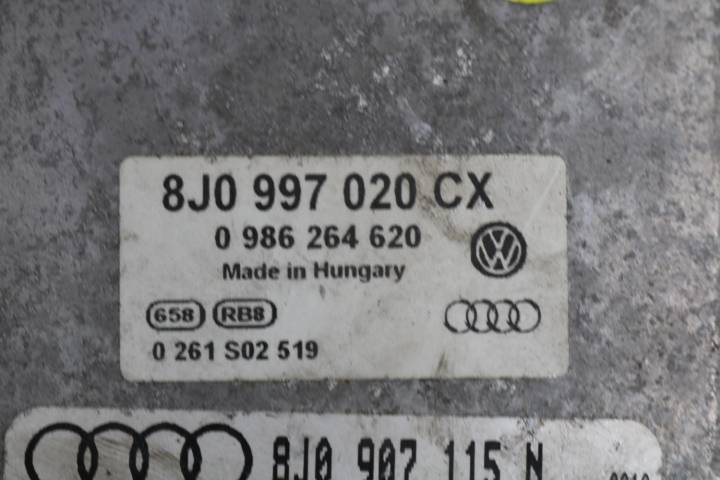 8J0 997 020 CX
0 986 264 620
Made in Hungary
658 RB8
0 261 S02 519
8J0 907 115 N